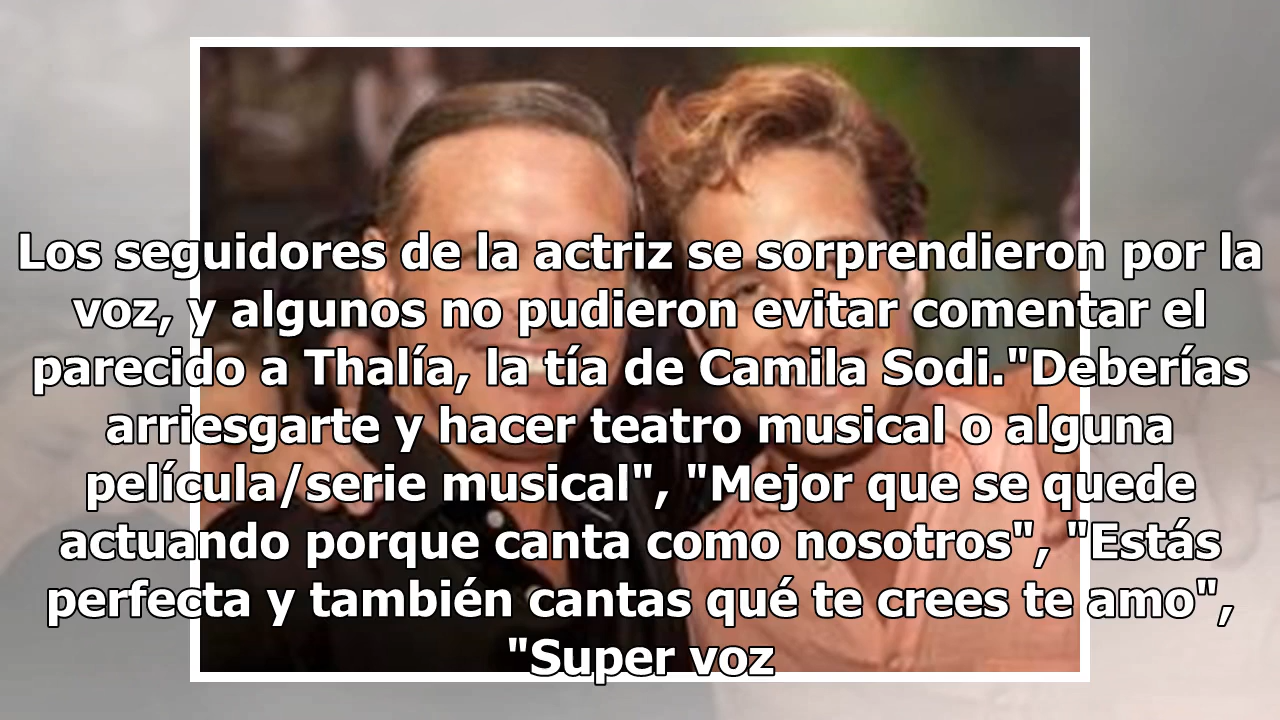 Los seguidores de la actriz se sorprendieron por la
voz, y algunos no pudieron evitar comentar el
parecido a Thalía, la tía de Camila Sodi."Deberías
arriesgarte y hacer teatro musical o alguna
película/serie musical", "Mejor que se quede
actuando porque canta como nosotros", "Estás
perfecta y también cantas qué te crees te amo",
"Super voz